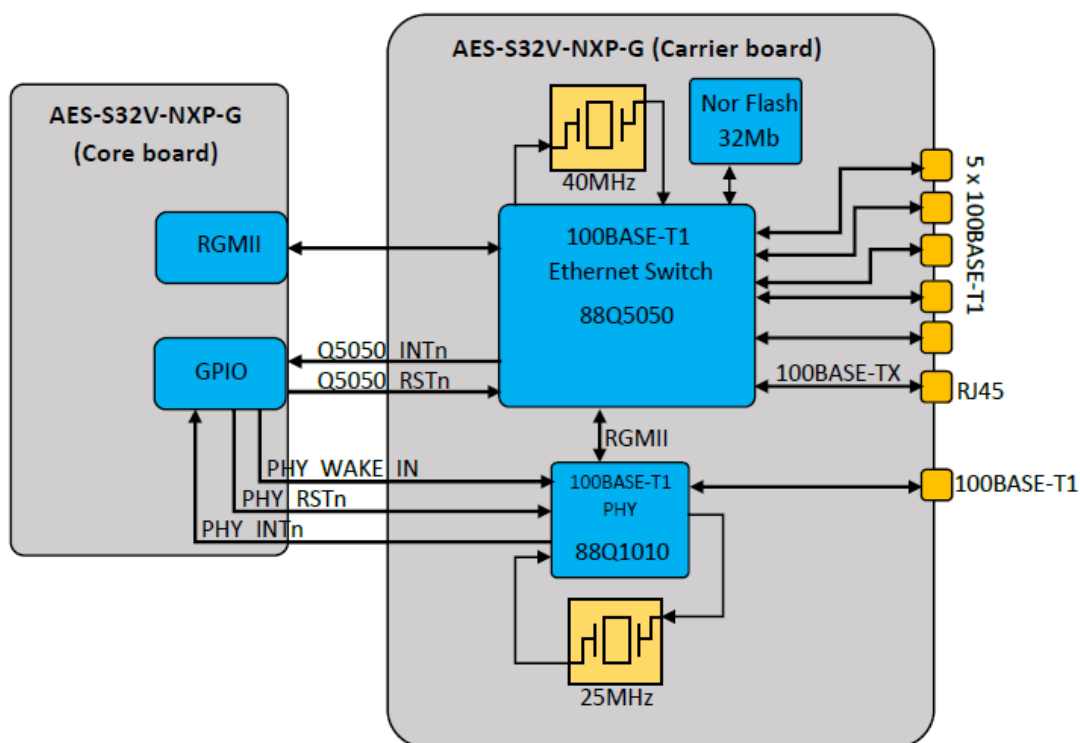 AES-S32V-NXP-G (Carrier board)
AES-S32V-NXP-G
(Core board)
Nor Flash
32Mb
40MHz
5 x 100BASE-T1
RGMII
100BASE-T1
Ethernet Switch
88Q5050
Q5050_INTn
GPIO
Q5050_RSTn
100BASE-TX
RJ45
RGMII
PHY_WAKE_IN
100BASE-T1
PHY
88Q1010
100BASE-T1
PHY_RSTn
PHY_INTn
25MHz